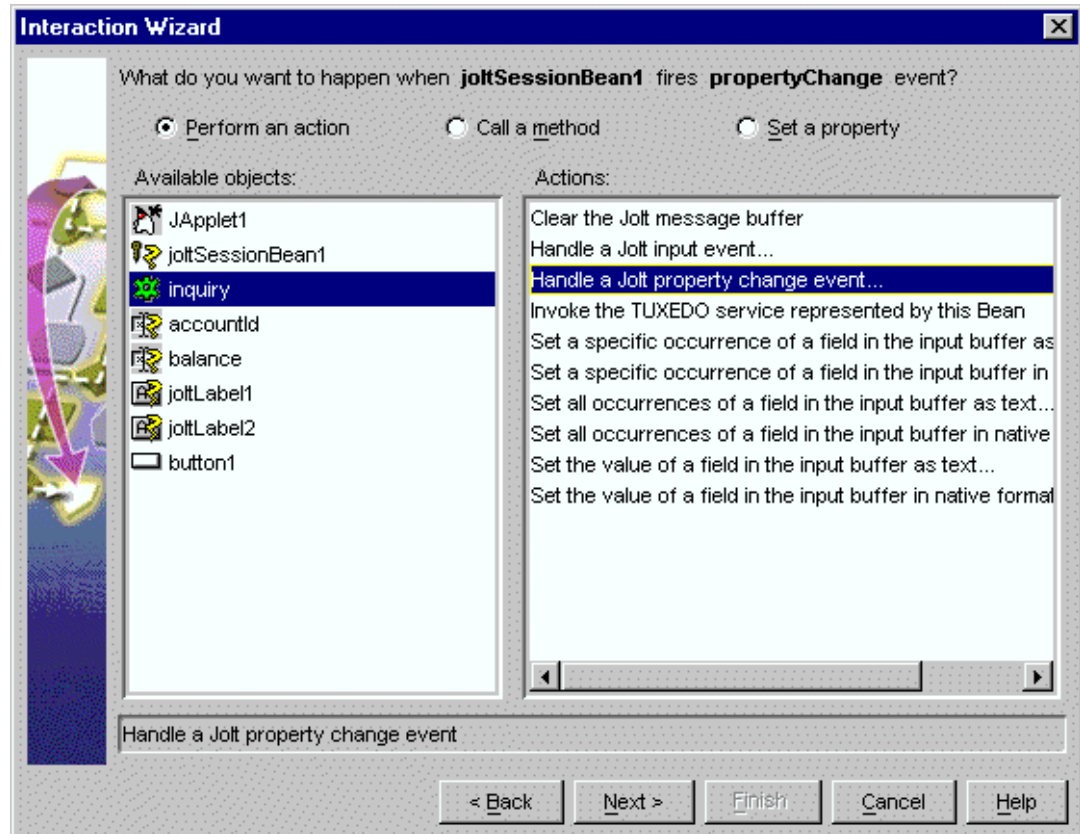 Interaction Wizard
What do you want to happen when joltSessionBean1 fires propertyChange event?
Perform an action
Call a method
Set a property
Available objects:
JApplet1
joltSessionBean1
inquiry
accountId
balance
joltLabel1
joltLabel2
button1
Actions:
Clear the Jolt message buffer
Handle a Jolt input event...
Handle a Jolt property change event...
Invoke the TUXEDO service represented by this Bean
Set a specific occurrence of a field in the input buffer as
Set a specific occurrence of a field in the input buffer in
Set all occurrences of a field in the input buffer as text...
Set all occurrences of a field in the input buffer in native
Set the value of a field in the input buffer as text...
Set the value of a field in the input buffer in native format
Handle a Jolt property change event
< Back
Next >
Finish
Cancel
Help